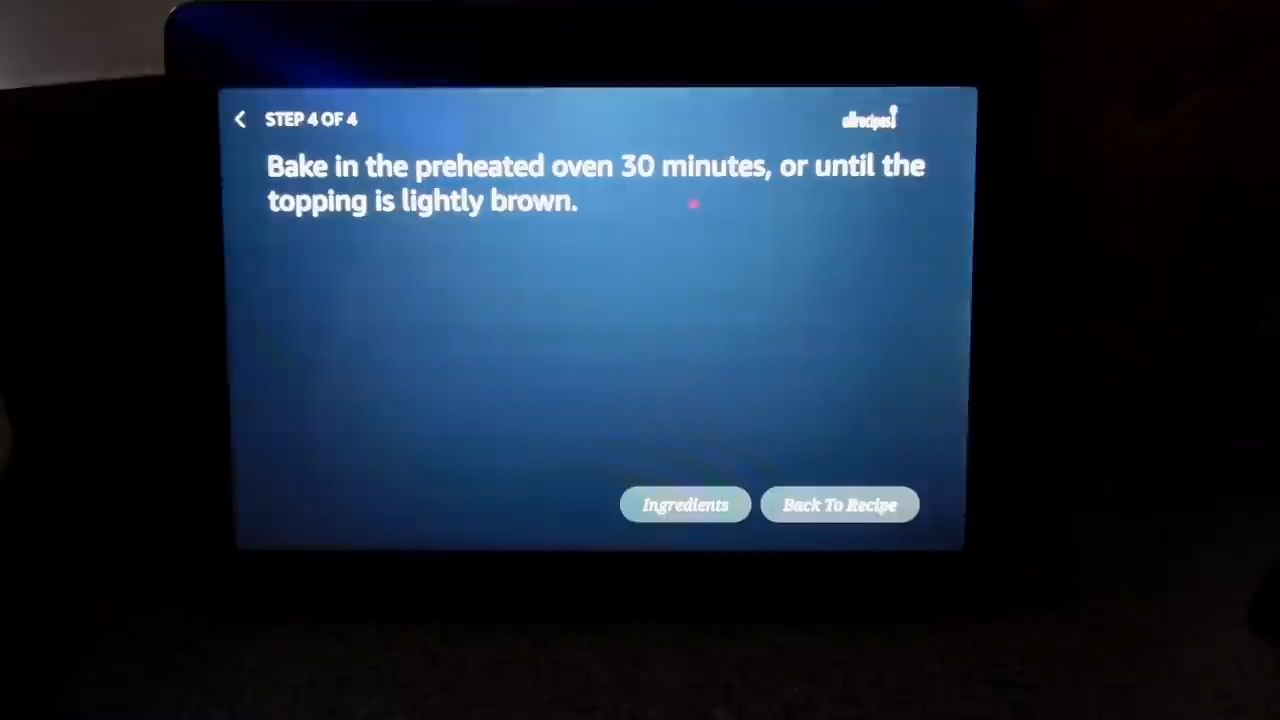 STEP 4 OF 4
allrecipes
Bake in the preheated oven 30 minutes, or until the
topping is lightly brown.
Ingredients
Back To Recipe